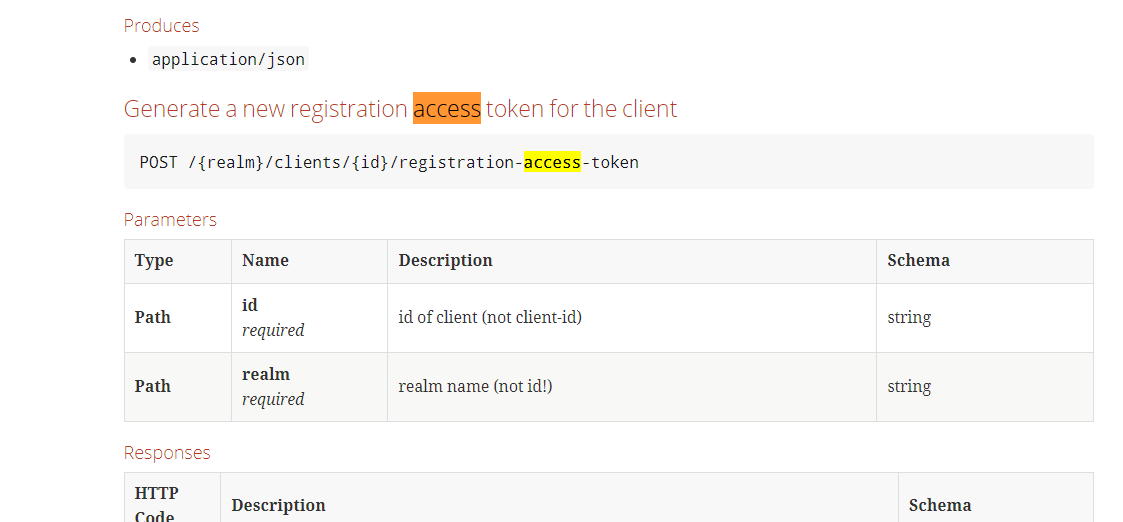 Produces
• application/json
Generate a new registration access token for the client
POST /{realm}/clients/{id}/registration-access-token
Parameters
Type Name Description Schema
Path id required id of client (not client-id) string
Path realm required realm name (not id!) string
Responses
HTTP Code Description Schema